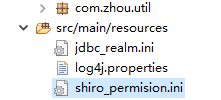 com.zhou.util
src/main/resources
jdbc_realm.ini
log4j.properties
shiro_permision.ini